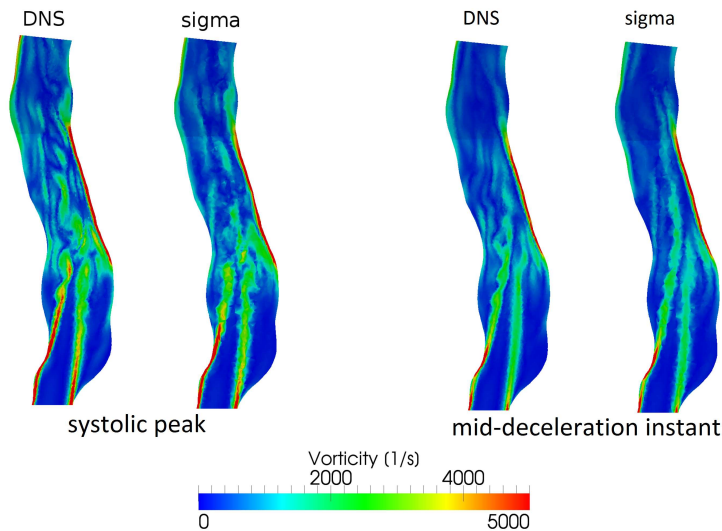 DNS sigma DNS sigma
systolic peak mid-deceleration instant
Vorticity (1/s)
2000 4000
0 5000